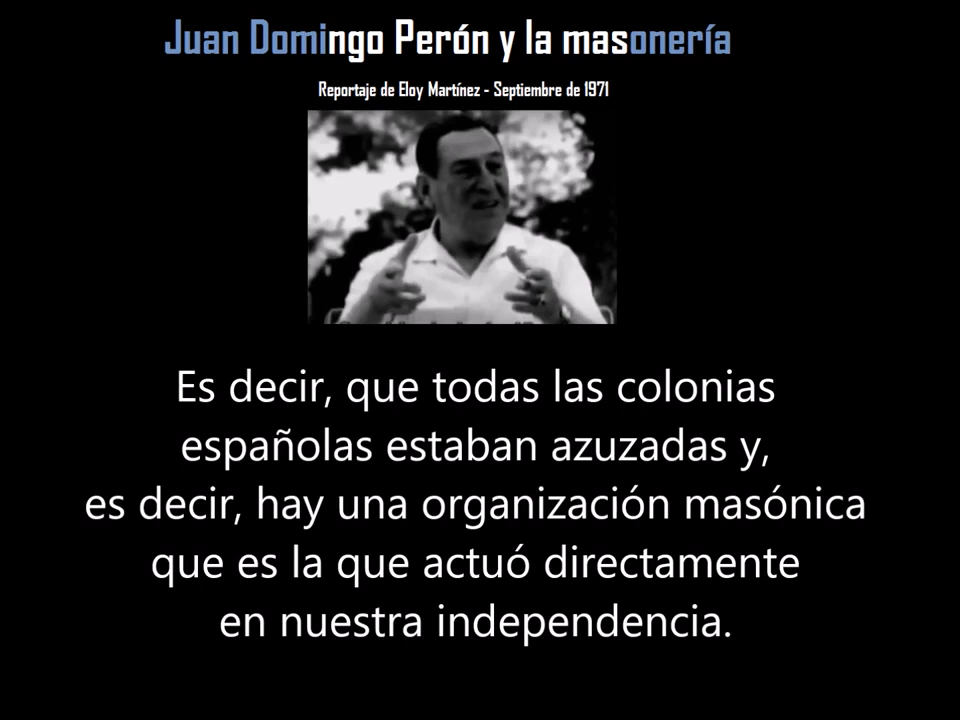 Juan Domingo Perón y la masonería
Reportaje de Eloy Martínez - Septiembre de 1971
Es decir, que todas las colonias
españolas estaban azuzadas y,
es decir, hay una organización masónica
que es la que actuó directamente
en nuestra independencia.